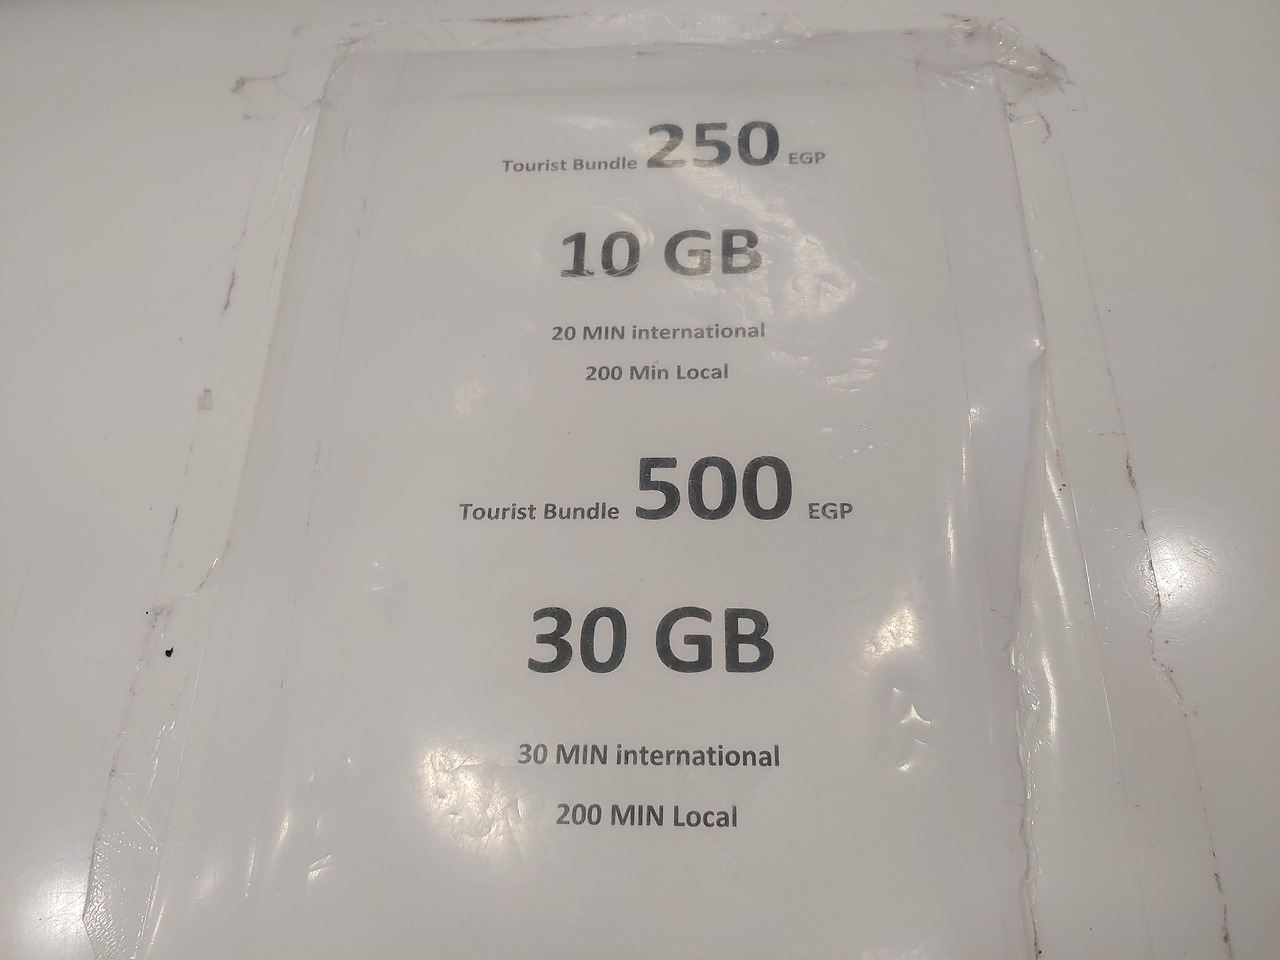 Tourist Bundle 250 EGP
10 GB
20 MIN international
200 Min Local
Tourist Bundle 500 EGP
30 GB
30 MIN international
200 MIN Local